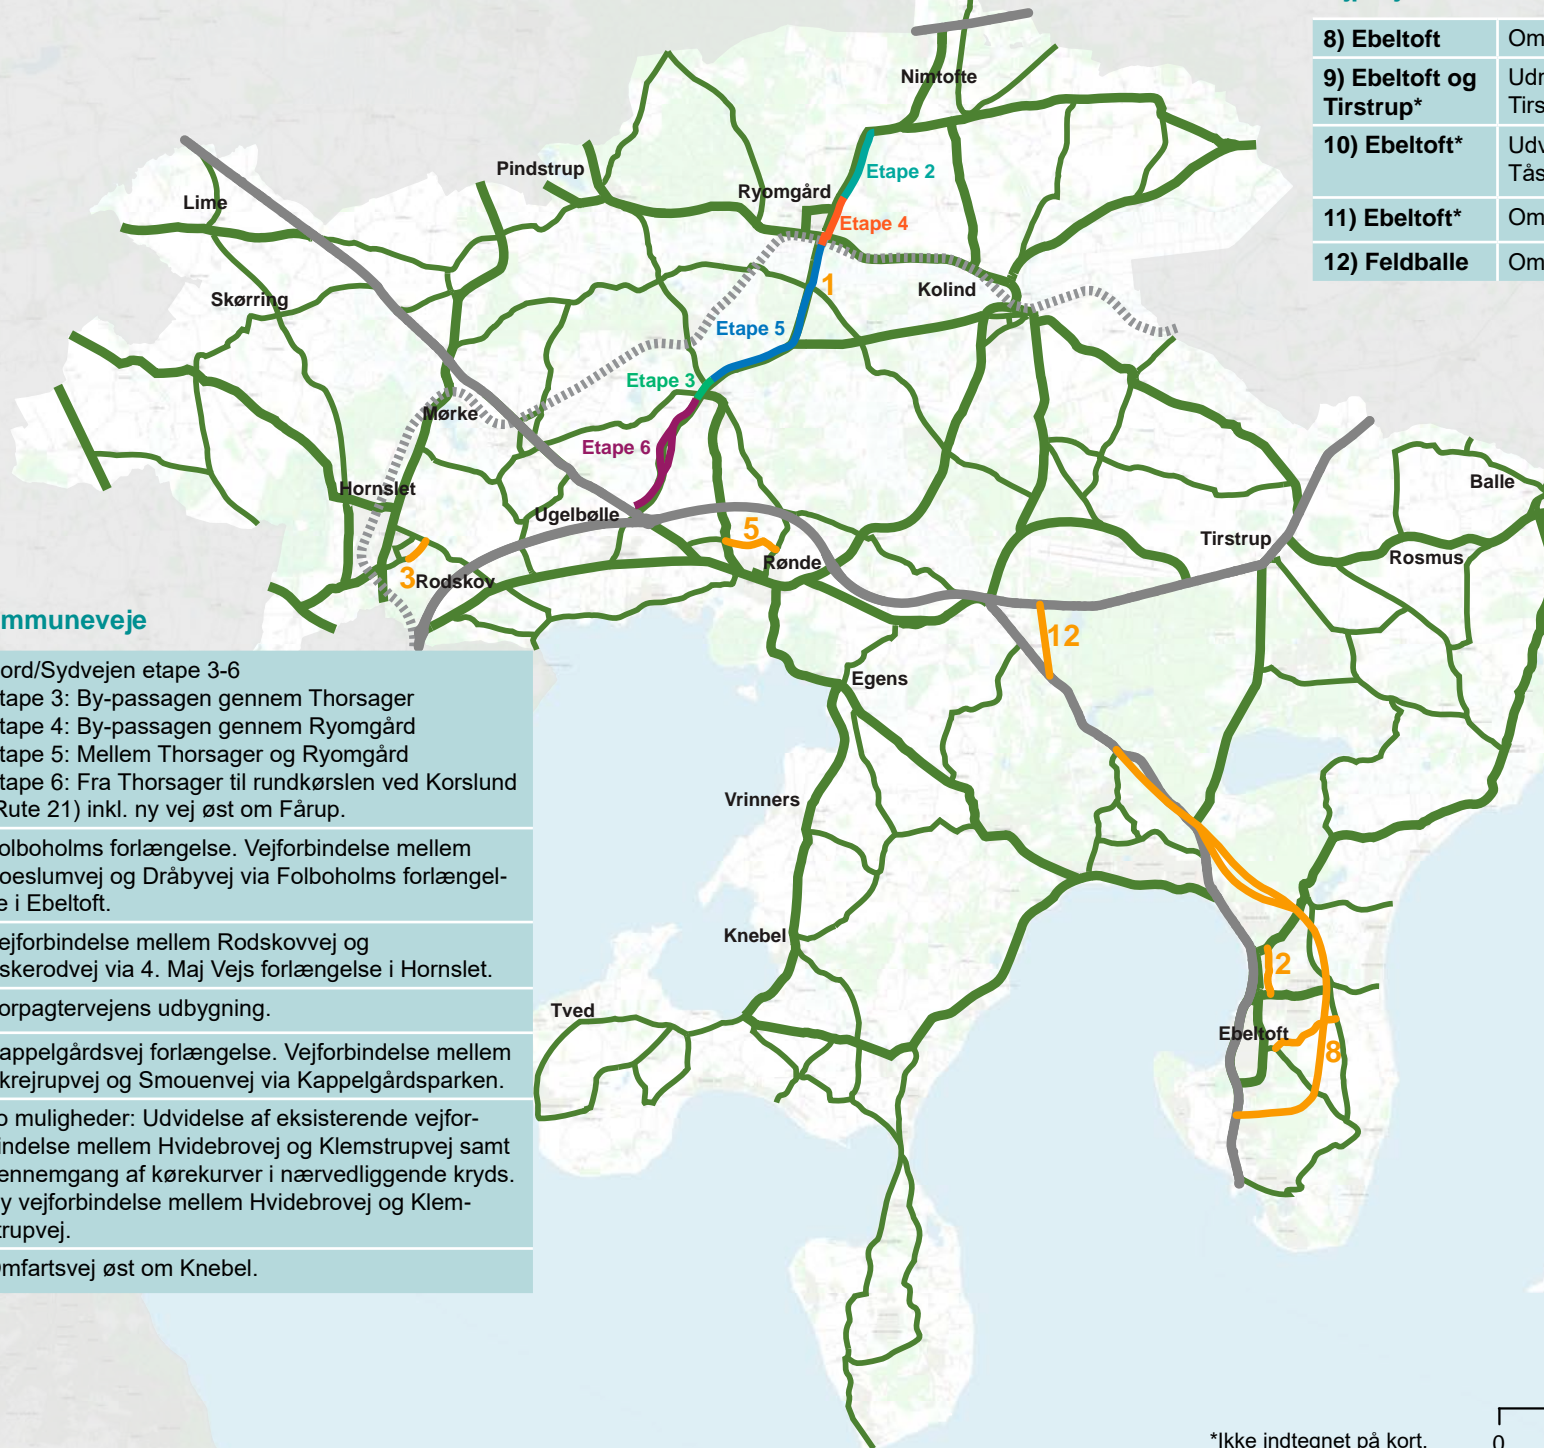 8) Ebeltoft
Om
9) Ebeltoft og
Tirstrup*
Tirs
10) Ebeltoft*
Udv
Tås
11) Ebeltoft*
Om
12) Feldballe
Om
Nimtofte
Pindstrup
Etape 2
Ryomgård
Lime
Etape 4
1
Kolind
Skørring
Etape 5
Etape 3
Mørke
Etape 6
Balle
Hornslet
Ugelbølle
5
Tirstrup
Rønde
Rosmus
3
Rodskov
12
Egens
Vrinners
Knebel
2
Tved
Ebeltoft
8
mmuneveje
ord/Sydvejen etape 3-6
tape 3: By-passagen gennem Thorsager
tape 4: By-passagen gennem Ryomgård
tape 5: Mellem Thorsager og Ryomgård
tape 6: Fra Thorsager til rundkørslen ved Korslund
Rute 21) inkl. ny vej øst om Fårup.
olboholms forlængelse. Vejforbindelse mellem
oeslumvej og Dråbyvej via Folboholms forlængel-
e i Ebeltoft.
ejforbindelse mellem Rodskovvej og
skerodvej via 4. Maj Vejs forlængelse i Hornslet.
orpagtervejens udbygning.
appelgårdsvej forlængelse. Vejforbindelse mellem
krejrupvej og Smouenvej via Kappelgårdsparken.
o muligheder: Udvidelse af eksisterende vejfor-
indelse mellem Hvidebrovej og Klemstrupvej samt
ennemgang af kørekurver i nærvedliggende kryds.
y vejforbindelse mellem Hvidebrovej og Klem-
trupvej.
mfartsvej øst om Knebel.
*Ikke indtegnet på kort.
0